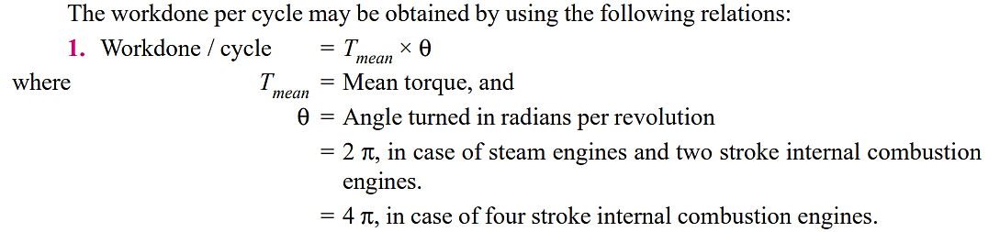 The workdone per cycle may be obtained by using the following relations:
1. Workdone / cycle = T mean × θ
where T mean = Mean torque, and
θ = Angle turned in radians per revolution
= 2 π, in case of steam engines and two stroke internal combustion
engines.
= 4 π, in case of four stroke internal combustion engines.